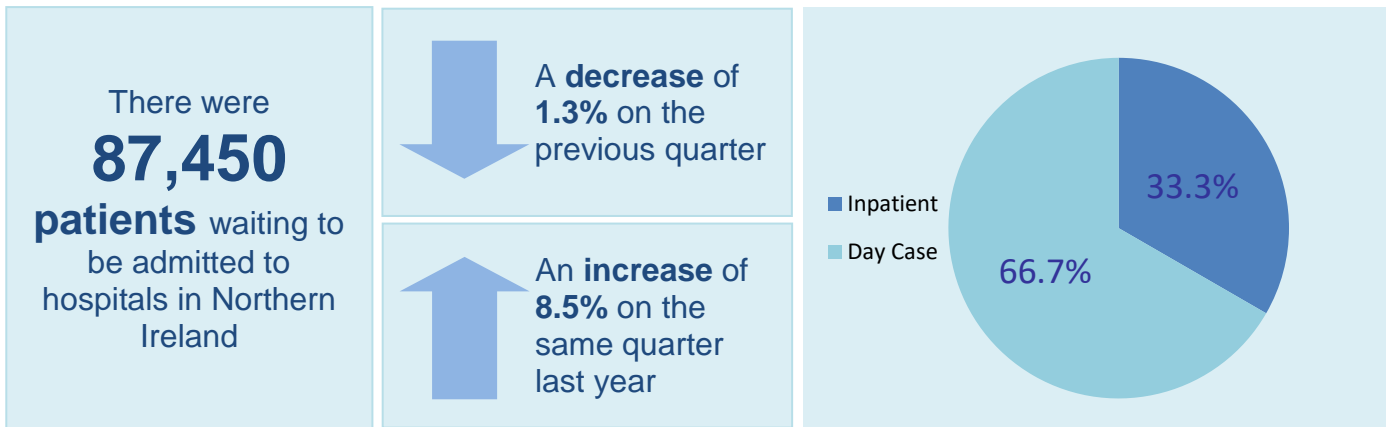 There were
87,450
patients waiting to
be admitted to
hospitals in Northern
Ireland
A decrease of
1.3% on the
previous quarter
An increase of
8.5% on the
same quarter
last year
Inpatient
Day Case
33.3%
66.7%